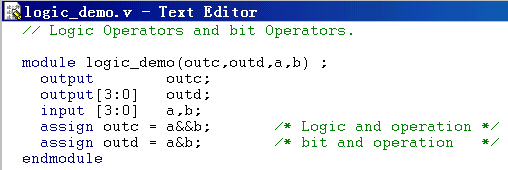 logic_demo.v - Text Editor
// Logic Operators and bit Operators.
module logic_demo(outc,outd,a,b) ;
output outc;
output[3:0] outd;
input [3:0] a,b;
assign outc = a&&b; /* Logic and operation */
assign outd = a&b; /* bit and operation */
endmodule